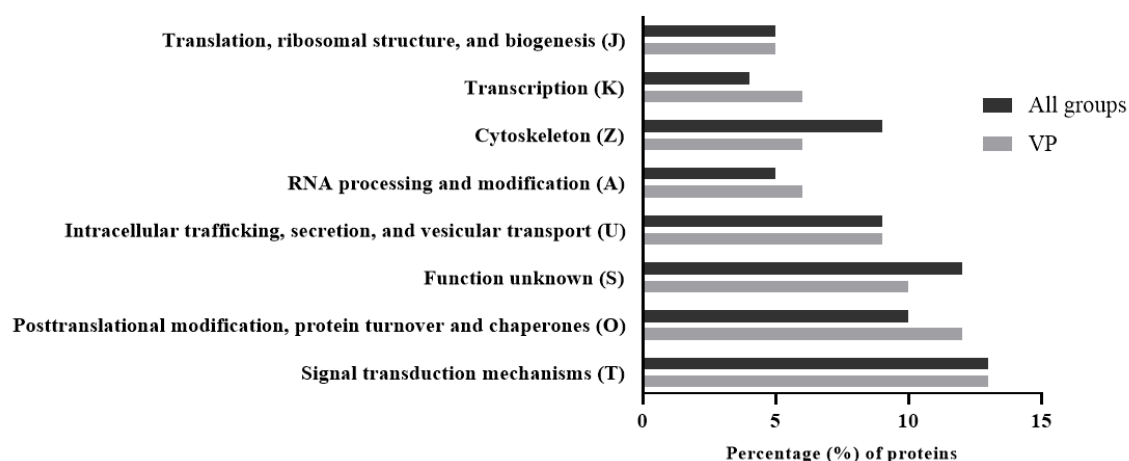 Translation, ribosomal structure, and biogenesis (J)
Transcription (K)
Cytoskeleton (Z)
RNA processing and modification (A)
Intracellular trafficking, secretion, and vesicular transport (U)
Function unknown (S)
Posttranslational modification, protein turnover and chaperones (O)
Signal transduction mechanisms (T)
All groups
VP
0 5 10 15
Percentage (%) of proteins